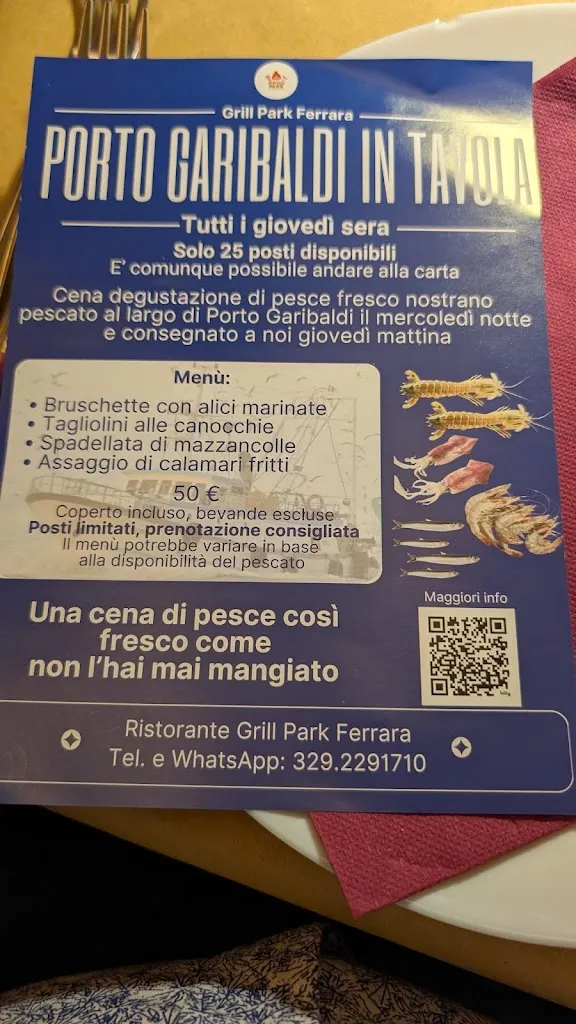 GRILL
PARK
Grill Park Ferrara
PORTO GARIBALDI IN TAVOLA
Tutti i giovedì sera
Solo 25 posti disponibili
E' comunque possibile andare alla carta
Cena degustazione di pesce fresco nostrano
pescato al largo di Porto Garibaldi il mercoledì notte
e consegnato a noi giovedì mattina
Menù:
• Bruschette con alici marinate
• Tagliolini alle canocchie
• Spadellata di mazzancolle
• Assaggio di calamari fritti
50 €
Coperto incluso, bevande escluse
Posti limitati, prenotazione consigliata
Il menù potrebbe variare in base
alla disponibilità del pescato
Maggiori info
Una cena di pesce così
fresco come
non l'hai mai mangiato
Ristorante Grill Park Ferrara
Tel. e WhatsApp: 329.2291710